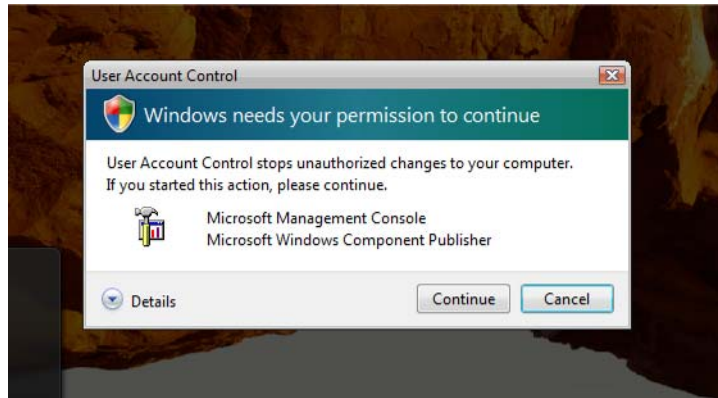 User Account Control
Windows needs your permission to continue
User Account Control stops unauthorized changes to your computer.
If you started this action, please continue.
Microsoft Management Console
Microsoft Windows Component Publisher
Details
Continue
Cancel